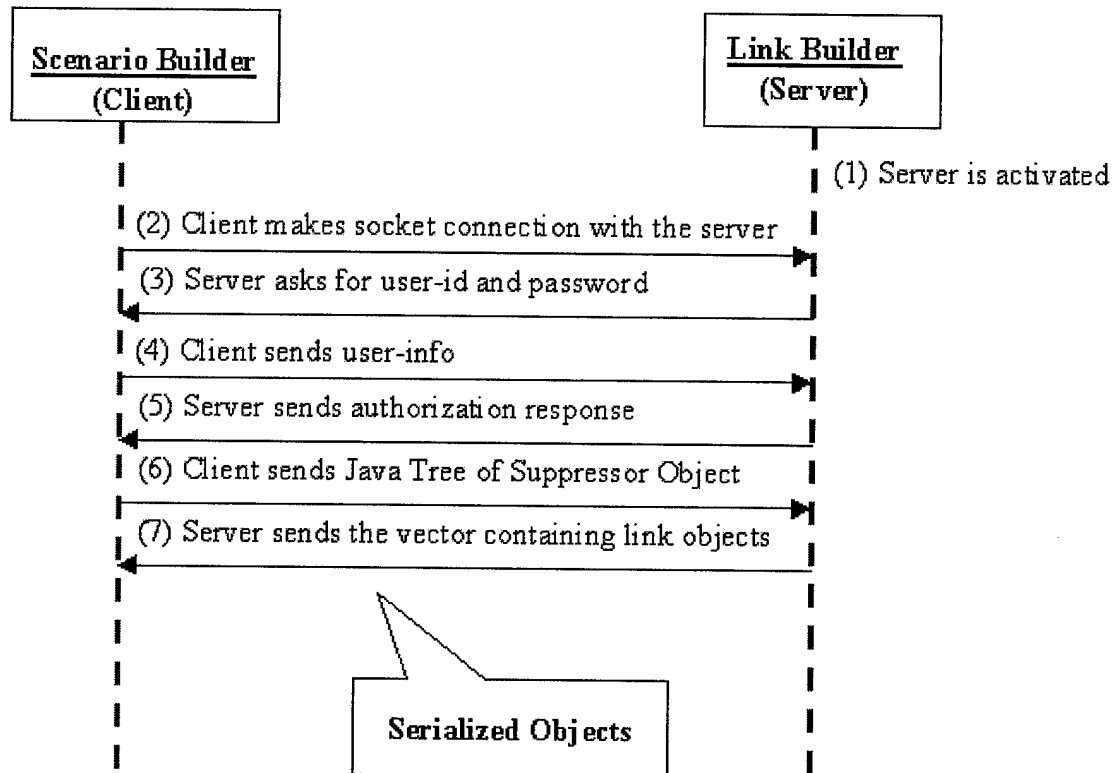 Scenario Builder
(Client)
Link Builder
(Server)
(1) Server is activated
(2) Client makes socket connection with the server
(3) Server asks for user-id and password
(4) Client sends user-info
(5) Server sends authorization response
(6) Client sends Java Tree of Suppressor Object
(7) Server sends the vector containing link objects
Serialized Objects